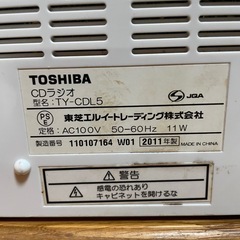 TOSHIBA
CDラジオ
型名：TY-CDL5
JQA
PS
E
東芝エルイートレーディング株式会社
定格：AC100V 50-60Hz 11W
製造番号 110107164 W01 2011年製
⚠警告
感電の恐れあり
キャビネットを開けるな